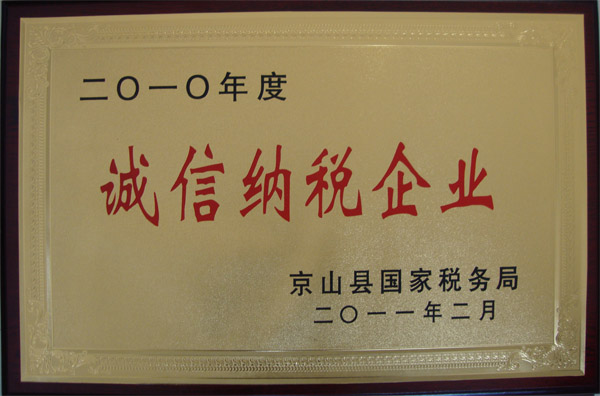 二〇一〇年度
诚信纳税企业
京山县国家税务局
二〇一一年二月